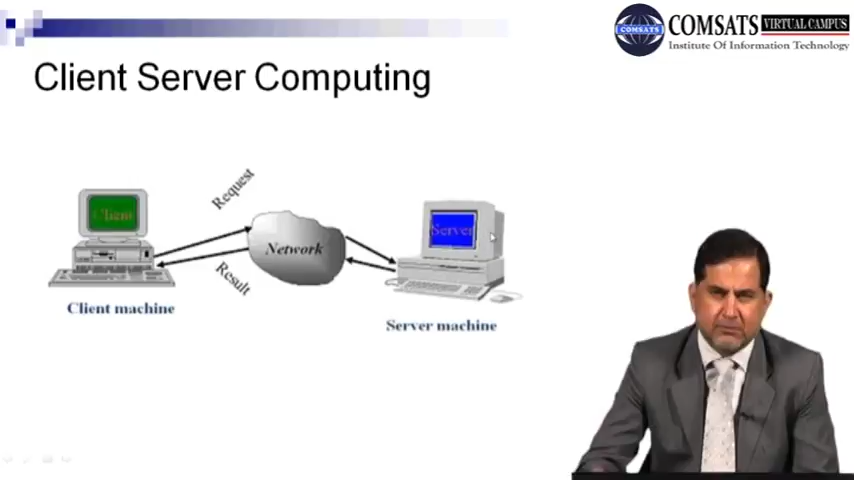 COMSATS VIRTUAL CAMPUS
COMSATS
Institute Of Information Technology
Client Server Computing
Request
Client
Server
Network
Result
Client machine
Server machine